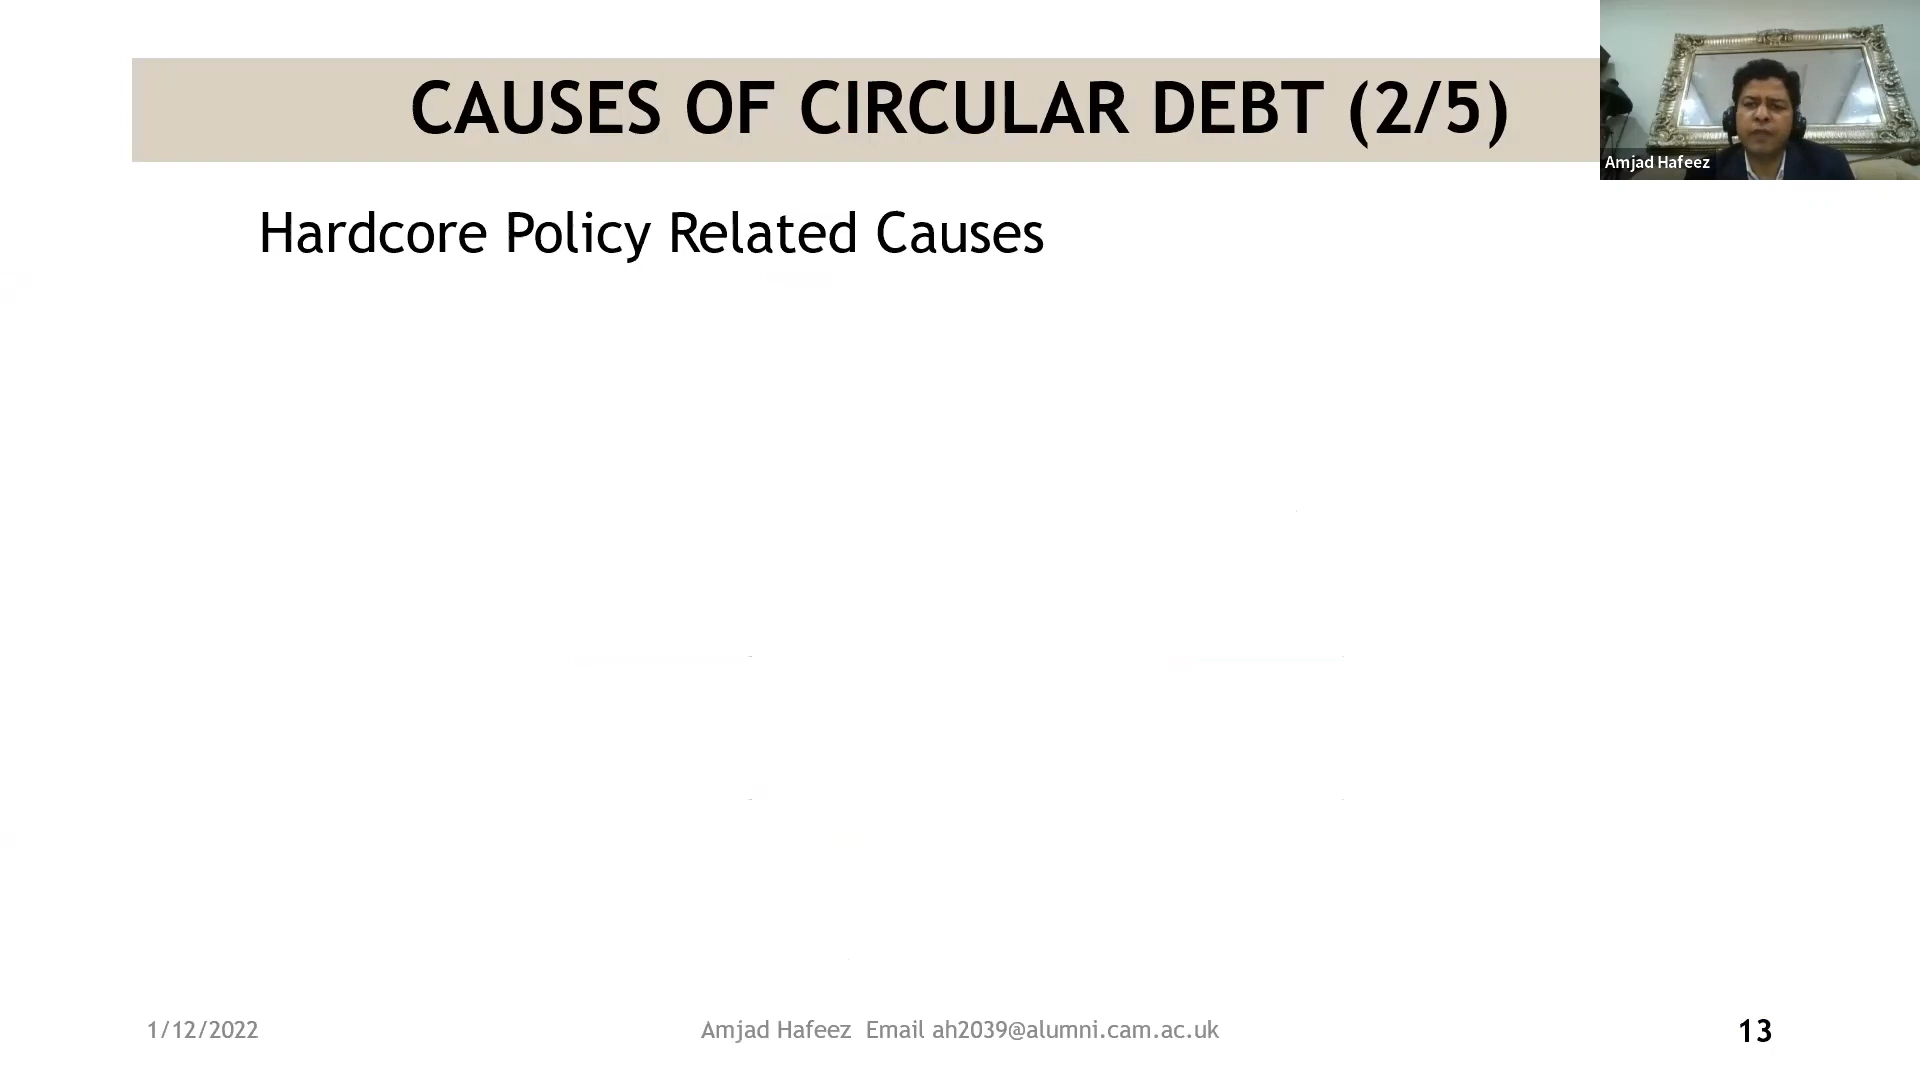 CAUSES OF CIRCULAR DEBT (2/5)
Amjad Hafeez
Hardcore Policy Related Causes
1/12/2022
Amjad Hafeez  Email ah2039@alumni.cam.ac.uk
13